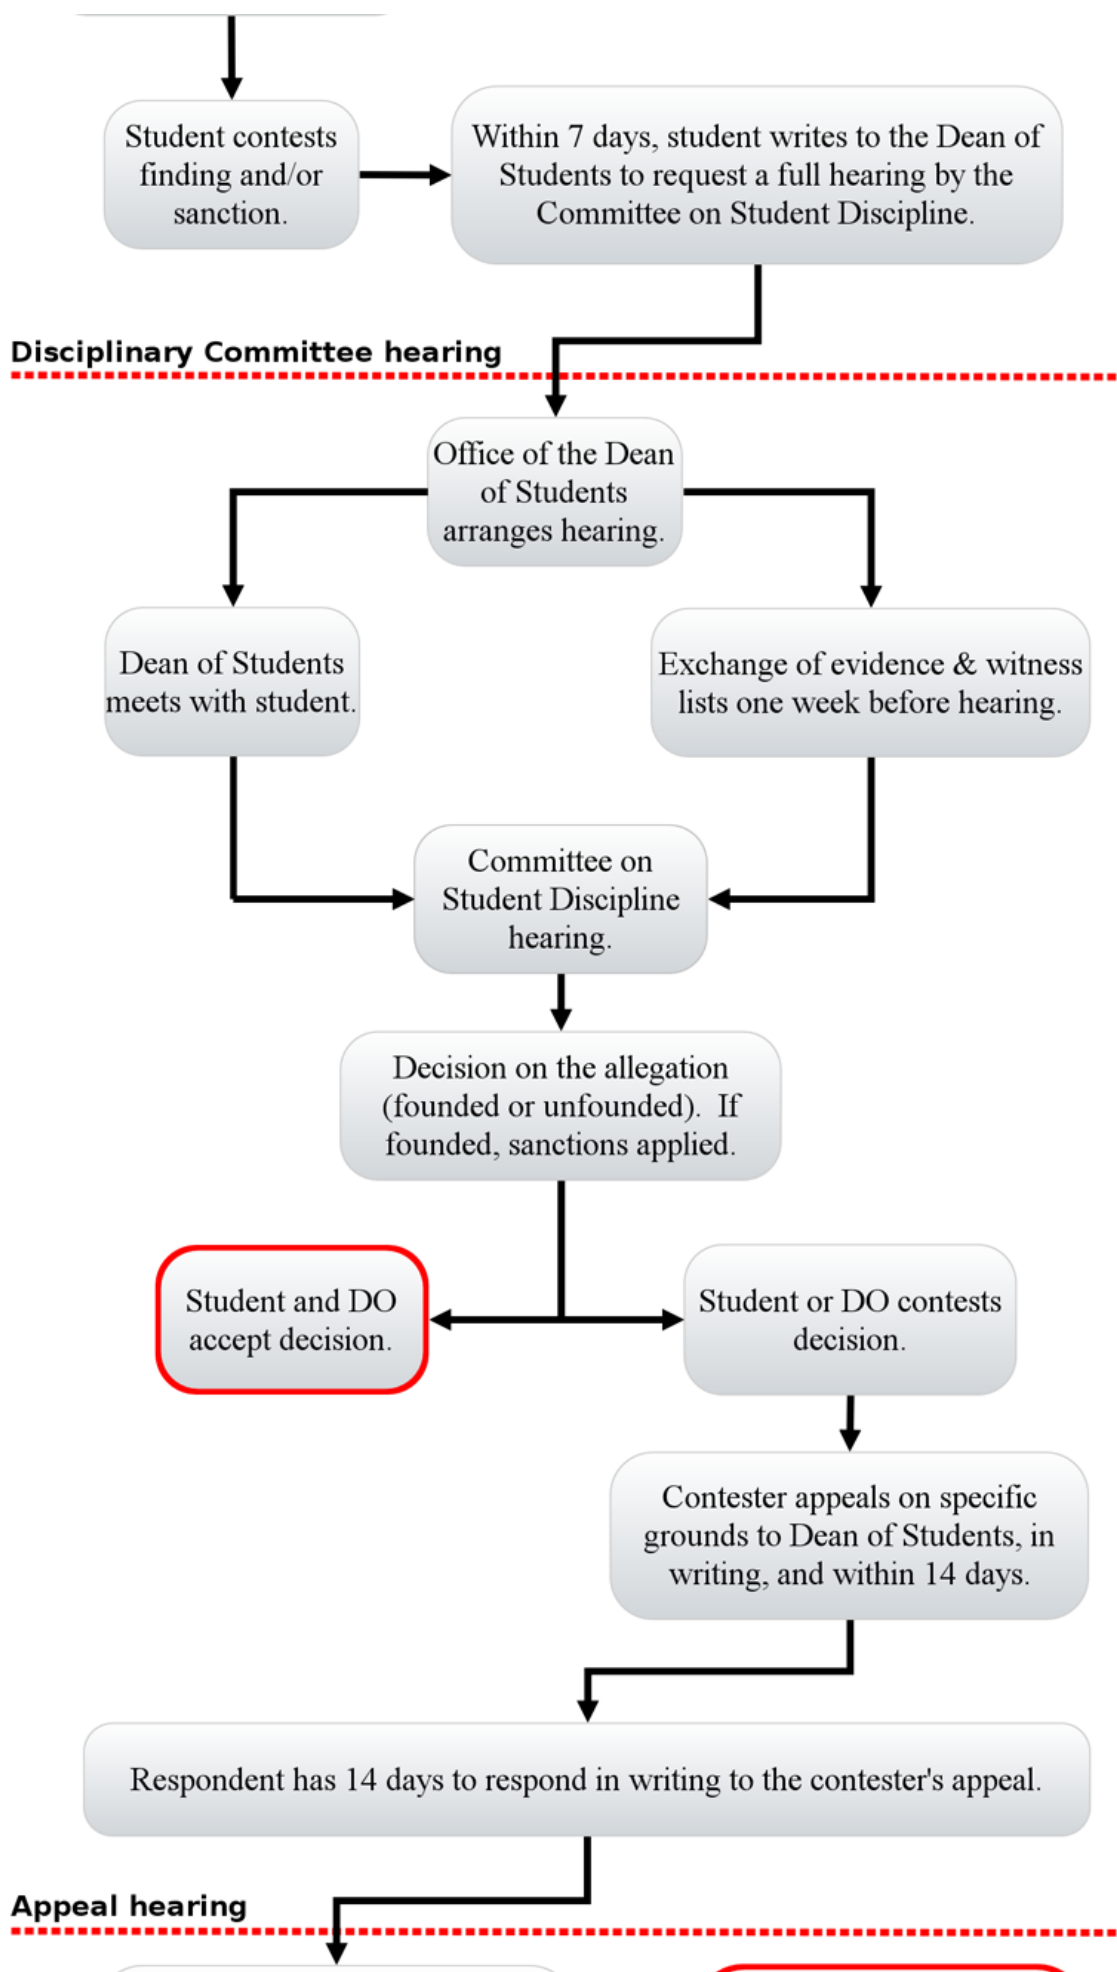 Student contests
finding and/or
sanction.
Within 7 days, student writes to the Dean of
Students to request a full hearing by the
Committee on Student Discipline.
Disciplinary Committee hearing
Office of the Dean
of Students
arranges hearing.
Dean of Students
meets with student.
Exchange of evidence & witness
lists one week before hearing.
Committee on
Student Discipline
hearing.
Decision on the allegation
(founded or unfounded).  If
founded, sanctions applied.
Student and DO
accept decision.
Student or DO contests
decision.
Contester appeals on specific
grounds to Dean of Students, in
writing, and within 14 days.
Respondent has 14 days to respond in writing to the contester's appeal.
Appeal hearing